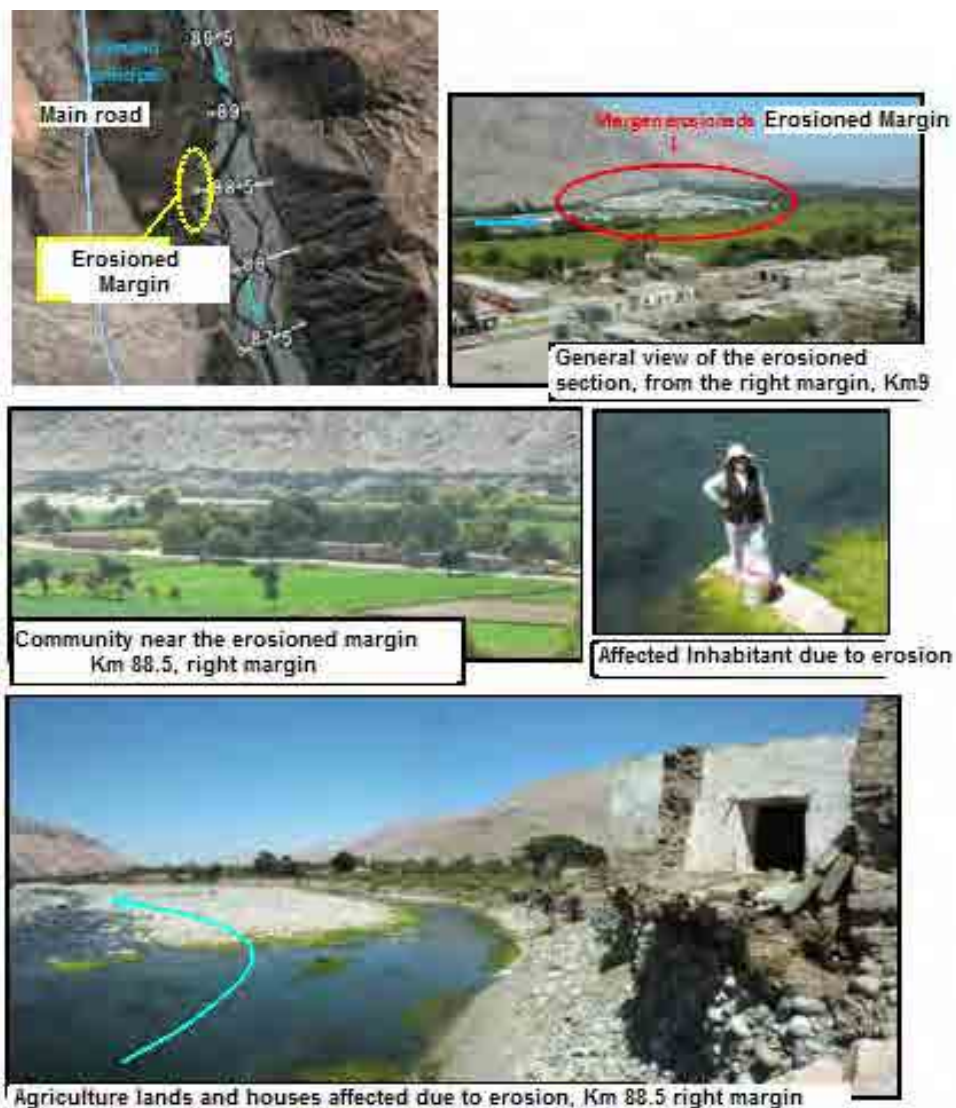 88+5
Main road
89
88+5
Erosioned
Margin
87+5
Margen erosionada
Erosioned Margin
General view of the erosioned
section, from the right margin, Km9
Community near the erosioned margin
Km 88.5, right margin
Affected Inhabitant due to erosion
Agriculture lands and houses affected due to erosion, Km 88.5 right margin